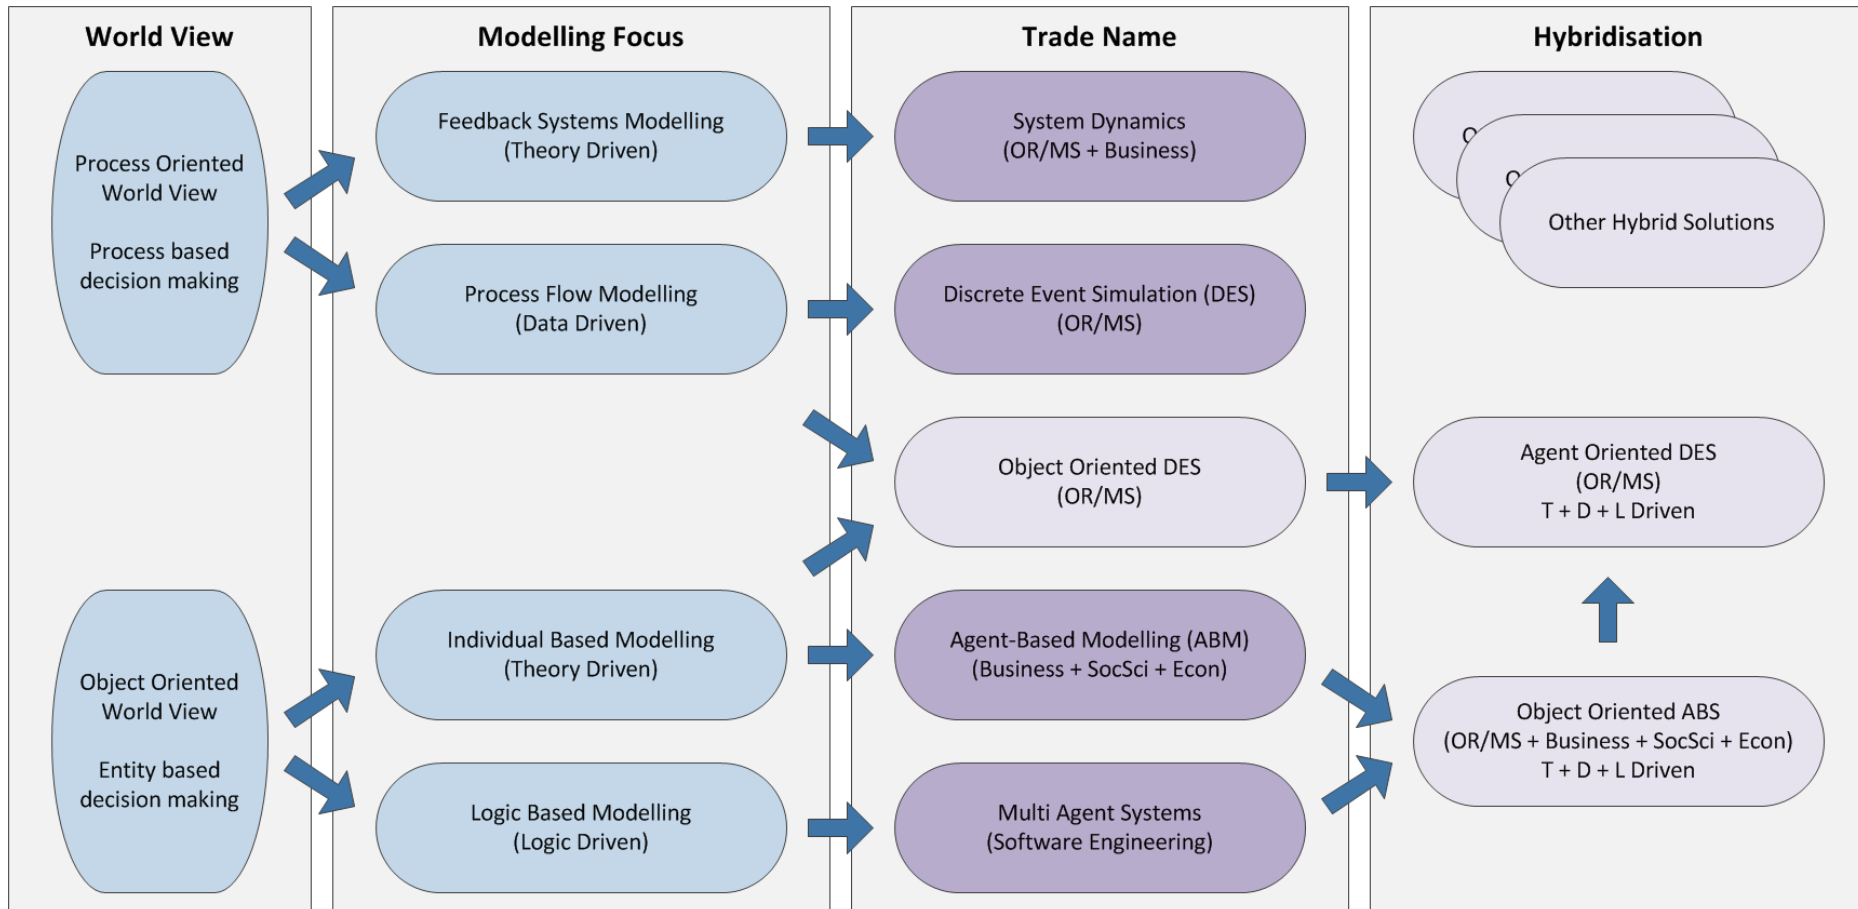 World View
Process Oriented
World View
Process based
decision making
Object Oriented
World View
Entity based
decision making
Modelling Focus
Feedback Systems Modelling
(Theory Driven)
Process Flow Modelling
(Data Driven)
Individual Based Modelling
(Theory Driven)
Logic Based Modelling
(Logic Driven)
Trade Name
System Dynamics
(OR/MS + Business)
Discrete Event Simulation (DES)
(OR/MS)
Object Oriented DES
(OR/MS)
Agent-Based Modelling (ABM)
(Business + SocSci + Econ)
Multi Agent Systems
(Software Engineering)
Hybridisation
Other Hybrid Solutions
Agent Oriented DES
(OR/MS)
T + D + L Driven
Object Oriented ABS
(OR/MS + Business + SocSci + Econ)
T + D + L Driven